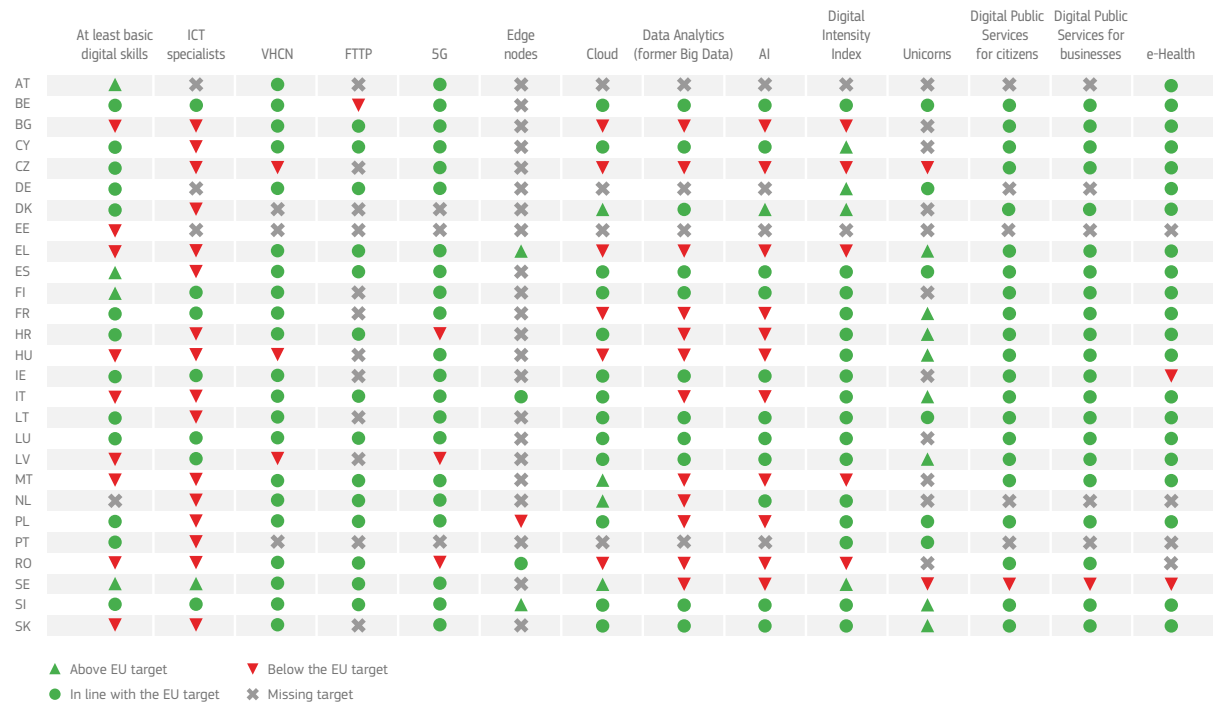 At least basic digital skills
ICT specialists
VHCN
FTTP
5G
Edge nodes
Cloud
Data Analytics (former Big Data)
AI
Digital Intensity Index
Unicorns
Digital Public Services for citizens
Digital Public Services for businesses
e-Health
AT
BE
BG
CY
CZ
DE
DK
EE
EL
ES
FI
FR
HR
HU
IE
IT
LT
LU
LV
MT
NL
PL
PT
RO
SE
SI
SK
Above EU target
Below the EU target
In line with the EU target
Missing target